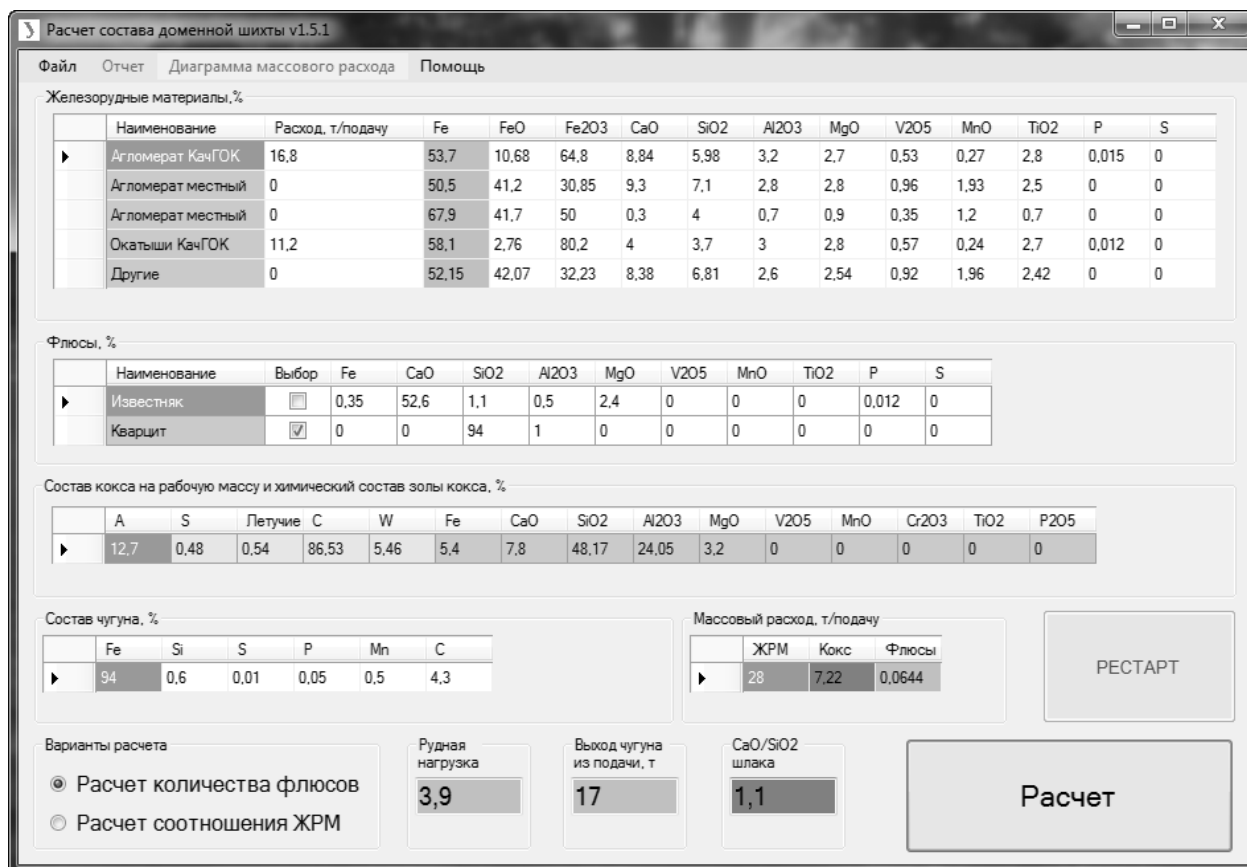 Расчет состава доменной шихты v1.5.1
Файл Отчет Диаграмма массового расхода Помощь
Железорудные материалы,%
Наименование Расход, т/подачу Fe FeO Fe2O3 CaO SiO2 Al2O3 MgO V2O5 MnO TiO2 P S
Агломерат КачГОК 16,8 53,7 10,68 64,8 8,84 5,98 3,2 2,7 0,53 0,27 2,8 0,015 0
Агломерат местный 0 50,5 41,2 30,85 9,3 7,1 2,8 2,8 0,96 1,93 2,5 0 0
Агломерат местный 0 67,9 41,7 50 0,3 4 0,7 0,9 0,35 1,2 0,7 0 0
Окатыши КачГОК 11,2 58,1 2,76 80,2 4 3,7 3 2,8 0,57 0,24 2,7 0,012 0
Другие 0 52,15 42,07 32,23 8,38 6,81 2,6 2,54 0,92 1,96 2,42 0 0
Флюсы, %
Наименование Выбор Fe CaO SiO2 Al2O3 MgO V2O5 MnO TiO2 P S
Известняк 0,35 52,6 1,1 0,5 2,4 0 0 0 0,012 0
Кварцит 0 0 94 1 0 0 0 0 0 0
Состав кокса на рабочую массу и химический состав золы кокса, %
A S Летучие C W Fe CaO SiO2 Al2O3 MgO V2O5 MnO Cr2O3 TiO2 P2O5
12,7 0,48 0,54 86,53 5,46 5,4 7,8 48,17 24,05 3,2 0 0 0 0 0
Состав чугуна, %
Fe Si S P Mn C
94 0,6 0,01 0,05 0,5 4,3
Массовый расход, т/подачу
ЖРМ Кокс Флюсы
28 7,22 0,0644
РЕСТАРТ
Варианты расчета
Расчет количества флюсов
Расчет соотношения ЖРМ
Рудная
нагрузка
3,9
Выход чугуна
из подачи, т
17
CaO/SiO2
шлака
1,1
Расчет